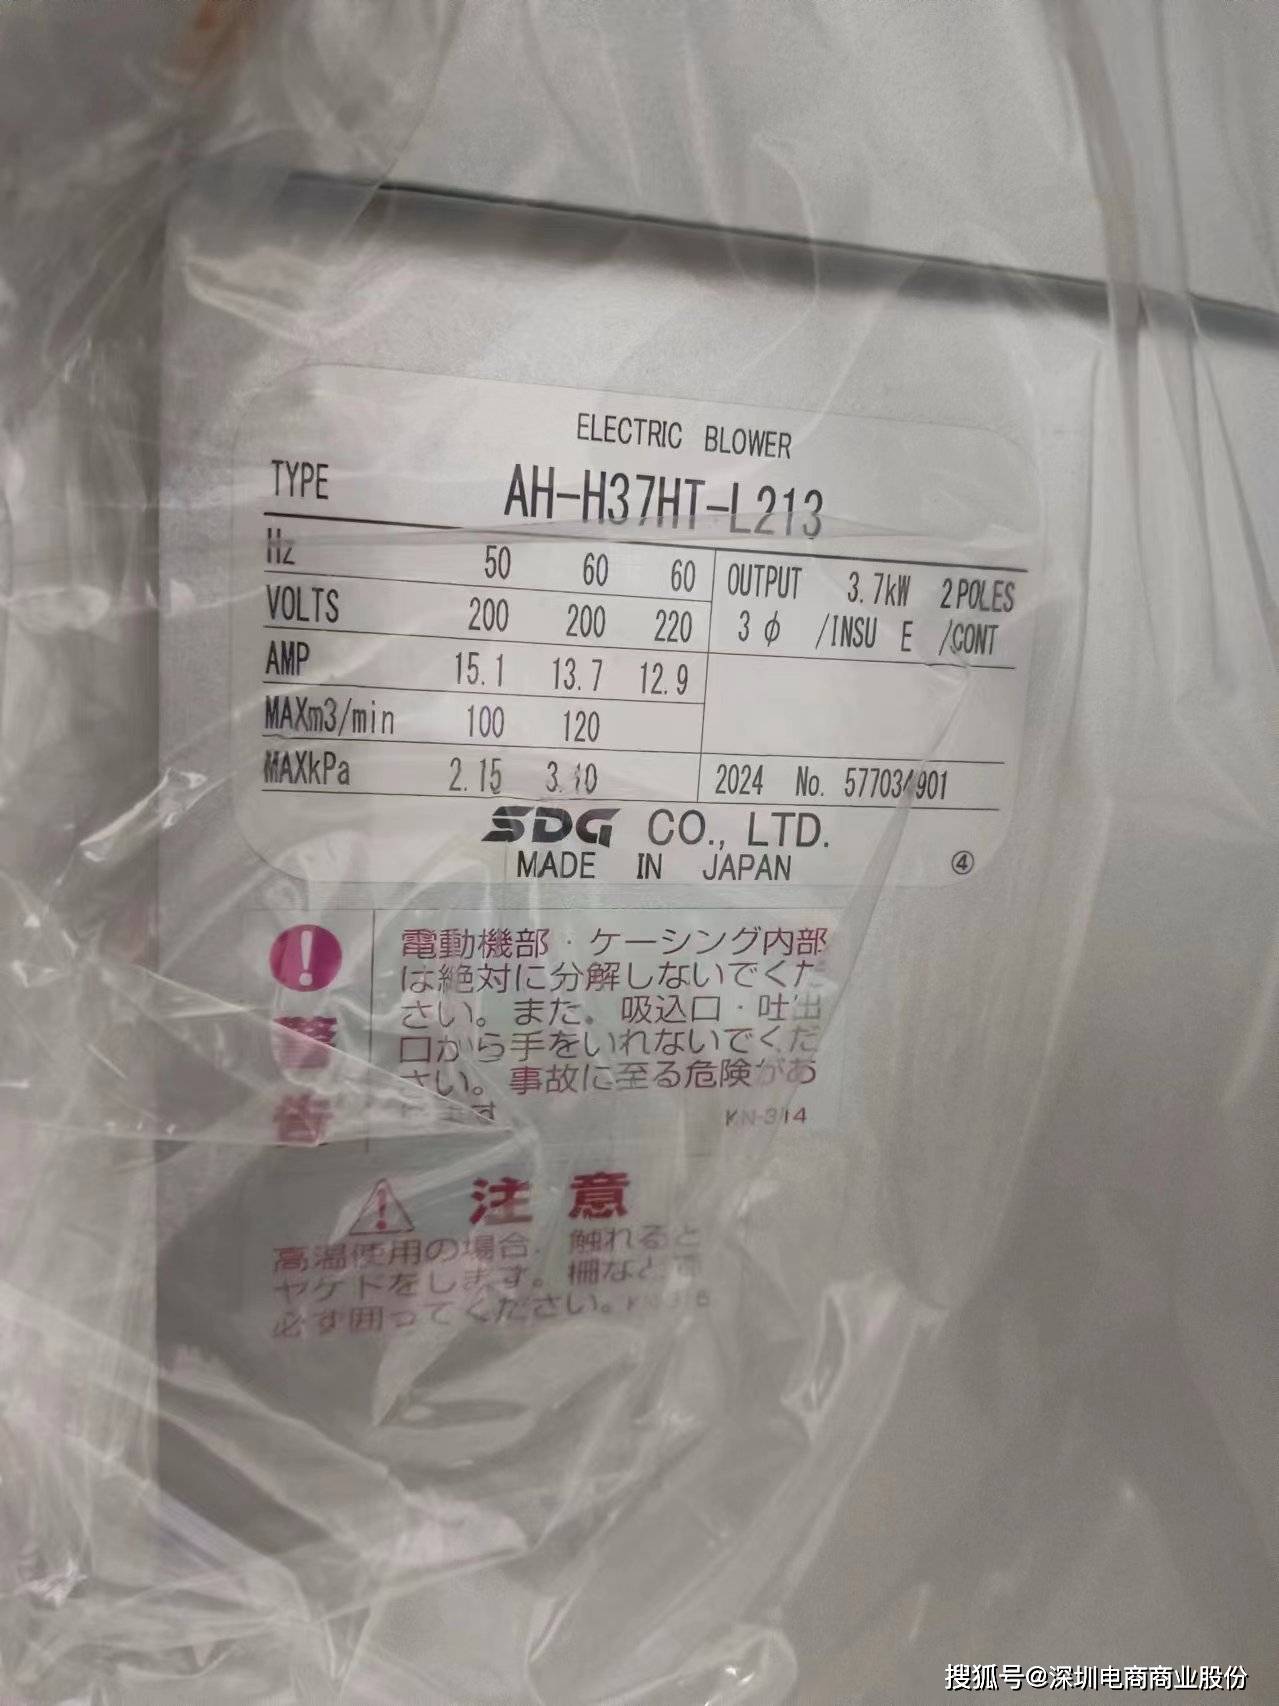 ELECTRIC BLOWER
TYPE AH-H37HT-L213
Hz 50 60 60 OUTPUT 3.7kW 2POLES
VOLTS 200 200 220 3φ /INSU E /CONT
AMP 15.1 13.7 12.9
MAXm3/min 100 120
MAXkPa 2.15 3.10 2024 No. 577034901
SDG CO., LTD.
MADE IN JAPAN ④
警告
電動機部・ケーシング内部
は絶対に分解しないでくだ
さい。また、吸込口・吐出
口から手をいれないでくだ
さい。事故に至る危険があ
ります
KN-314
注意
高温使用の場合、触れると
ヤケドをします。柵などで
必ず囲ってください。
搜狐号@深圳电商商业股份